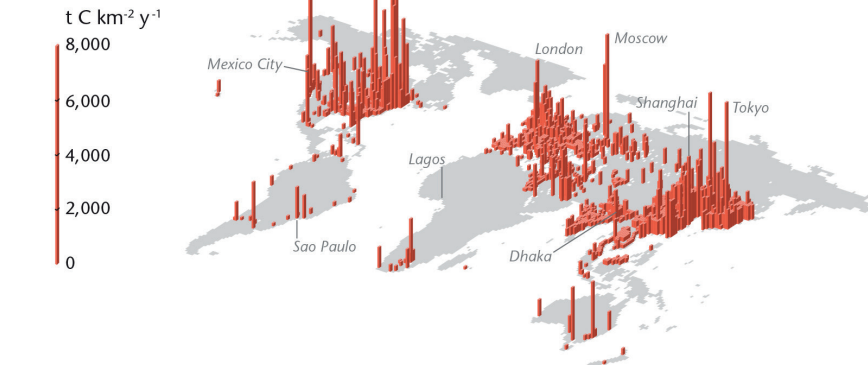 t C km-2 y-1
8,000
6,000
4,000
2,000
0
Mexico City
London
Moscow
Shanghai
Tokyo
Lagos
Sao Paulo
Dhaka